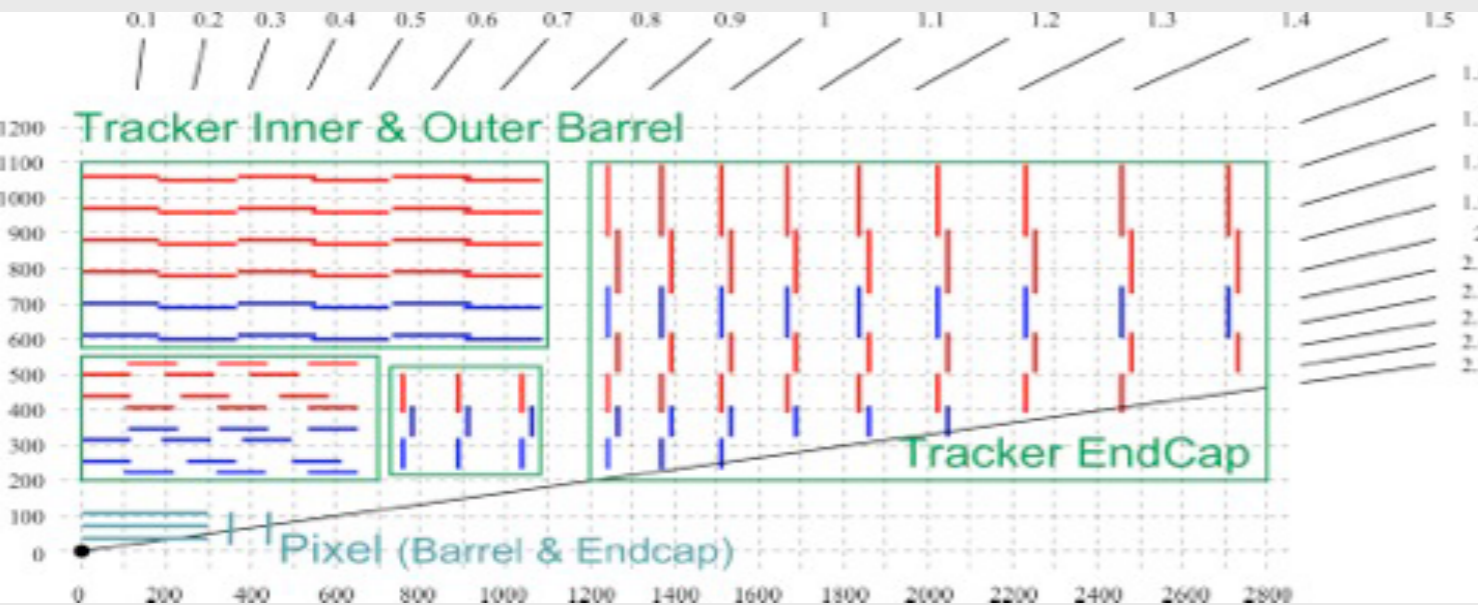 0.1 0.2 0.3 0.4 0.5 0.6 0.7 0.8 0.9 1 1.1 1.2 1.3 1.4 1.5
Tracker Inner & Outer Barrel
1200
1100
1000
900
800
700
600
500
400
300
200
100
0
Tracker EndCap
Pixel (Barrel & Endcap)
0 200 400 600 800 1000 1200 1400 1600 1800 2000 2200 2400 2600 2800